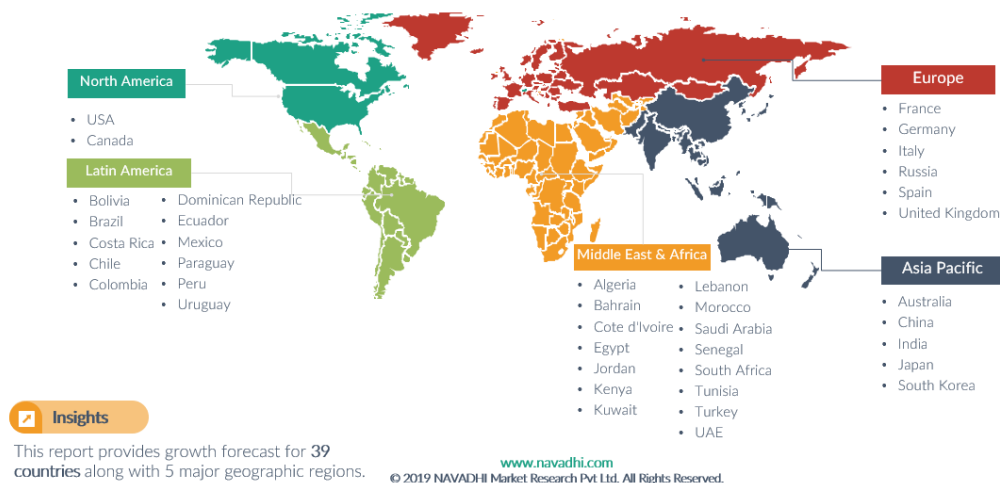 North America
• USA
• Canada
Latin America
• Bolivia
• Brazil
• Costa Rica
• Chile
• Colombia
• Dominican Republic
• Ecuador
• Mexico
• Paraguay
• Peru
• Uruguay
Middle East & Africa
• Algeria
• Bahrain
• Cote d'Ivoire
• Egypt
• Jordan
• Kenya
• Kuwait
• Lebanon
• Morocco
• Saudi Arabia
• Senegal
• South Africa
• Tunisia
• Turkey
• UAE
Europe
• France
• Germany
• Italy
• Russia
• Spain
• United Kingdom
Asia Pacific
• Australia
• China
• India
• Japan
• South Korea
Insights
This report provides growth forecast for 39
countries along with 5 major geographic regions.
www.navadhi.com
© 2019 NAVADHI Market Research Pvt Ltd. All Rights Reserved.